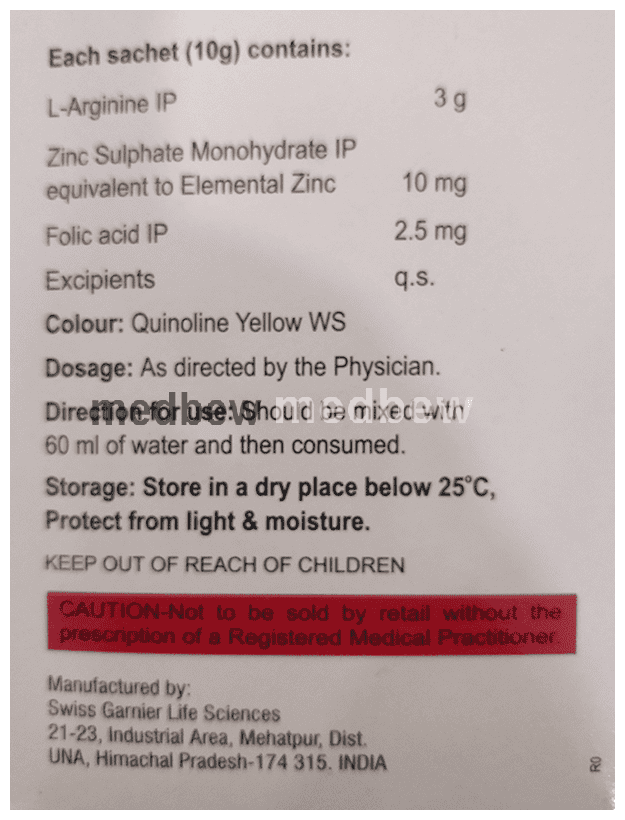 Each sachet (10g) contains:
L-Arginine IP 3 g
Zinc Sulphate Monohydrate IP
equivalent to Elemental Zinc 10 mg
Folic acid IP 2.5 mg
Excipients q.s.
Colour: Quinoline Yellow WS
Dosage: As directed by the Physician.
medbew medbew
Direction for use: Should be mixed with
60 ml of water and then consumed.
Storage: Store in a dry place below 25°C,
Protect from light & moisture.
KEEP OUT OF REACH OF CHILDREN
CAUTION-Not to be sold by retail without the
prescription of a Registered Medical Practitioner
Manufactured by:
Swiss Garnier Life Sciences
21-23, Industrial Area, Mehatpur, Dist.
UNA, Himachal Pradesh-174 315. INDIA
R0